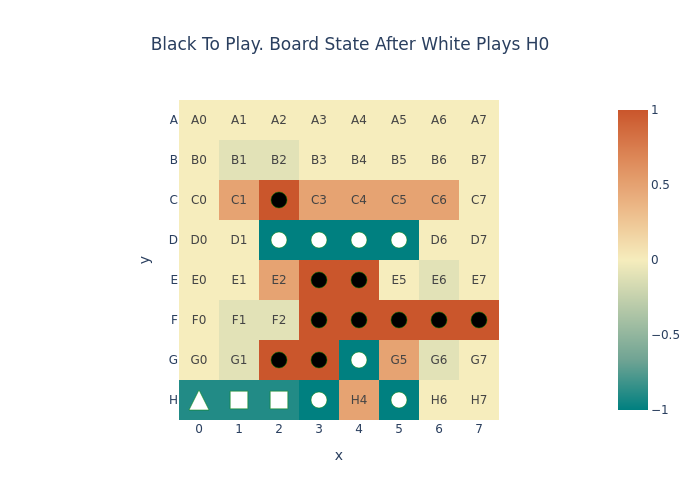 Black To Play. Board State After White Plays H0
A A0 A1 A2 A3 A4 A5 A6 A7
B B0 B1 B2 B3 B4 B5 B6 B7
C C0 C1 C3 C4 C5 C6 C7
D D0 D1 D6 D7
E E0 E1 E2 E5 E6 E7
F F0 F1 F2
G G0 G1 G5 G6 G7
H H4 H6 H7
0 1 2 3 4 5 6 7
x
y
1
0.5
0
−0.5
−1